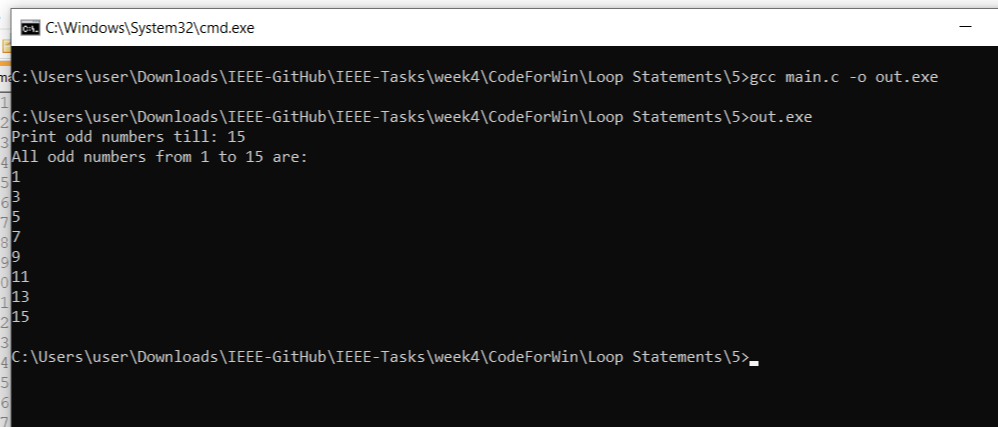 C:\Windows\System32\cmd.exe
C:\Users\user\Downloads\IEEE-GitHub\IEEE-Tasks\week4\CodeForWin\Loop Statements\5>gcc main.c -o out.exe
C:\Users\user\Downloads\IEEE-GitHub\IEEE-Tasks\week4\CodeForWin\Loop Statements\5>out.exe
Print odd numbers till: 15
All odd numbers from 1 to 15 are:
1
3
5
7
9
11
13
15
C:\Users\user\Downloads\IEEE-GitHub\IEEE-Tasks\week4\CodeForWin\Loop Statements\5>